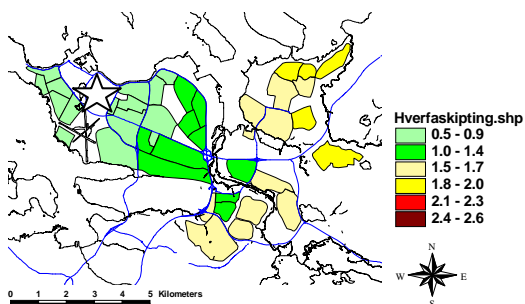 Hverfaskipting.shp
0.5 - 0.9
1.0 - 1.4
1.5 - 1.7
1.8 - 2.0
2.1 - 2.3
2.4 - 2.6
N
W E
S
0 1 2 3 4 5 Kilometers